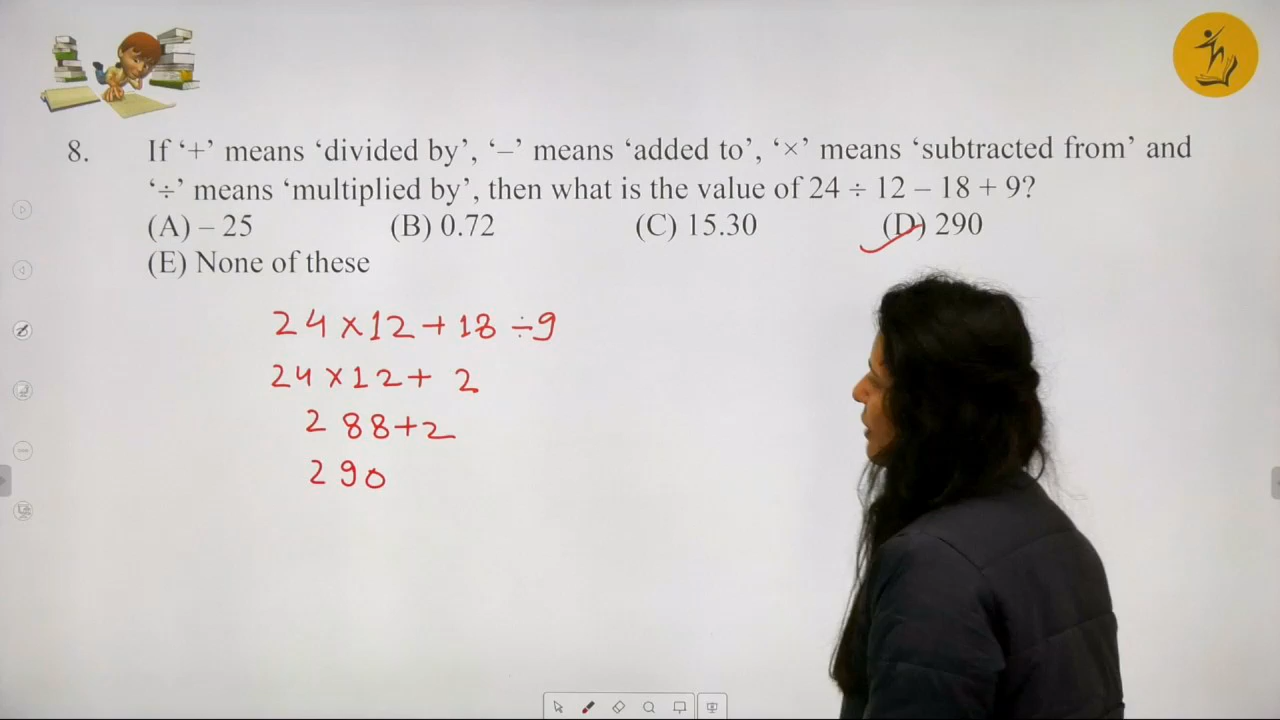 8. If ‘+’ means ‘divided by’, ‘–’ means ‘added to’, ‘×’ means ‘subtracted from’ and
‘÷’ means ‘multiplied by’, then what is the value of 24 ÷ 12 – 18 + 9?
(A) – 25 (B) 0.72 (C) 15.30 (D) 290
(E) None of these
24 × 12 + 18 ÷ 9
24 × 12 + 2
288 + 2
290